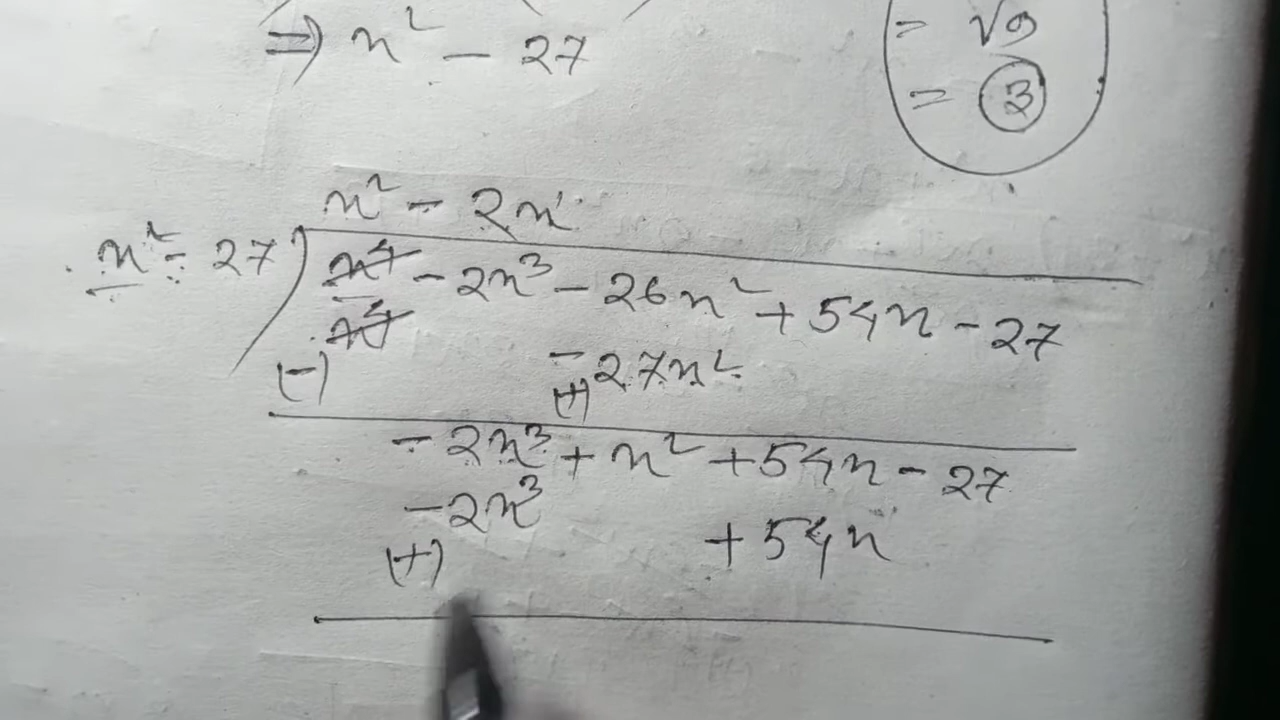 ⇒ x² − 27
= √9
= 3
x² − 2x
x² − 27 ) x⁴ − 2x³ − 26x² + 54x − 27
x⁴ − 27x²
(−) (+)
− 2x³ + x² + 54x − 27
− 2x³ + 54x
(+)